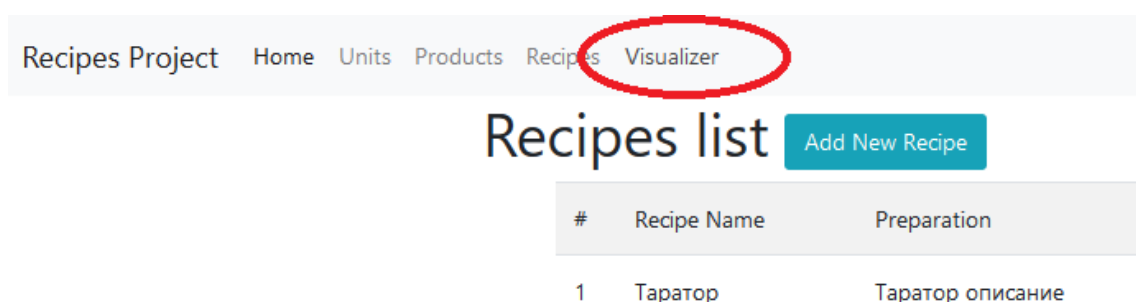 Recipes Project Home Units Products Recipes Visualizer
Recipes list Add New Recipe
# Recipe Name Preparation
1 Таратор Таратор описание